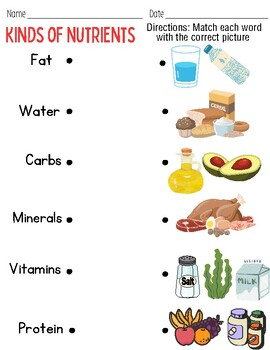 Name Date
KINDS OF NUTRIENTS
Directions: Match each word
with the correct picture
Fat
Water
CEREAL
Carbs
Minerals
Vitamins
Salt
MILK
Protein